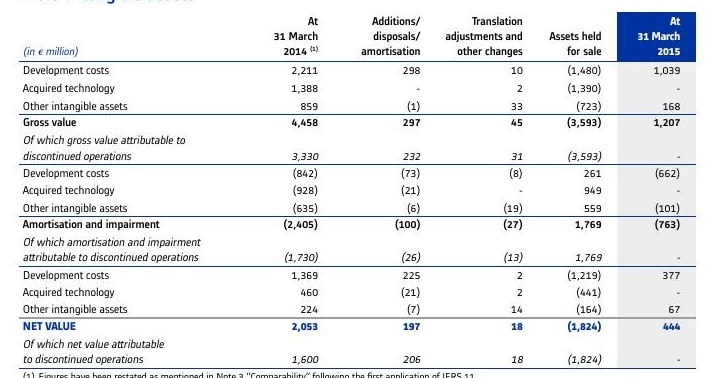 At Additions/ Translation At
31 March disposals/ adjustments and Assets held 31 March
(in € million) 2014 (1) amortisation other changes for sale 2015
Development costs 2,211 298 10 (1,480) 1,039
Acquired technology 1,388 - 2 (1,390) -
Other intangible assets 859 (1) 33 (723) 168
Gross value 4,458 297 45 (3,593) 1,207
Of which gross value attributable to
discontinued operations 3,330 232 31 (3,593) -
Development costs (842) (73) (8) 261 (662)
Acquired technology (928) (21) - 949 -
Other intangible assets (635) (6) (19) 559 (101)
Amortisation and impairment (2,405) (100) (27) 1,769 (763)
Of which amortisation and impairment
attributable to discontinued operations (1,730) (26) (13) 1,769 -
Development costs 1,369 225 2 (1,219) 377
Acquired technology 460 (21) 2 (441) -
Other intangible assets 224 (7) 14 (164) 67
NET VALUE 2,053 197 18 (1,824) 444
Of which net value attributable
to discontinued operations 1,600 206 18 (1,824) -
(1) Figures have been restated as mentioned in Note 3 "Comparability" following the first application of IFRS 11